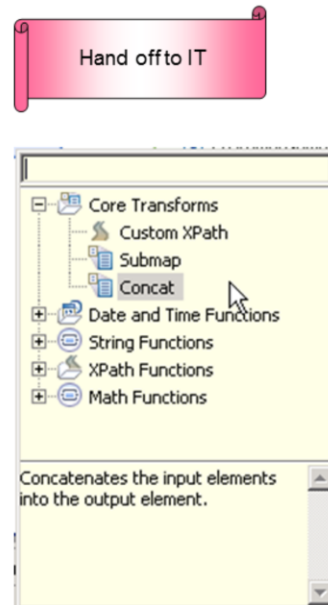 Hand off to IT
Core Transforms
Custom XPath
Submap
Concat
Date and Time Functions
String Functions
XPath Functions
Math Functions
Concatenates the input elements
into the output element.